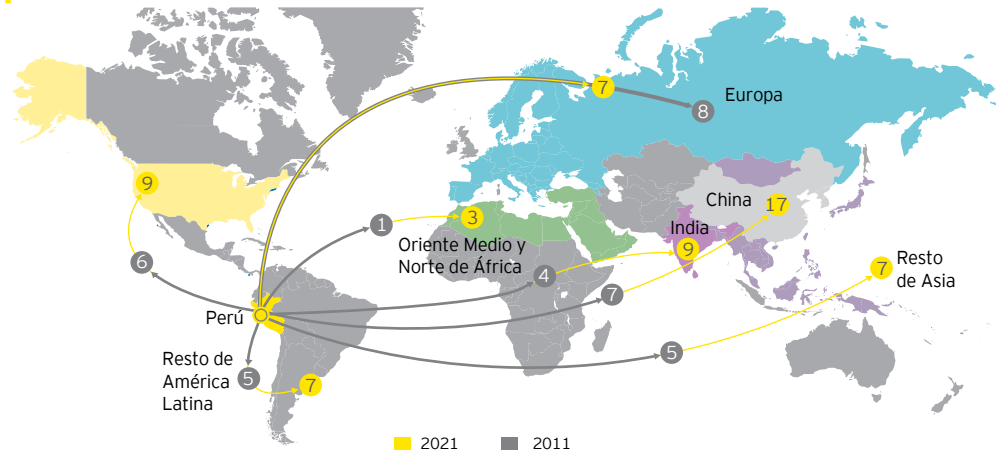 7
8
Europa
9
China
17
1
3
India
Oriente Medio y
Norte de África
9
6
4
7
Resto
de Asia
7
Perú
5
Resto de
América
Latina
5
7
2021
2011